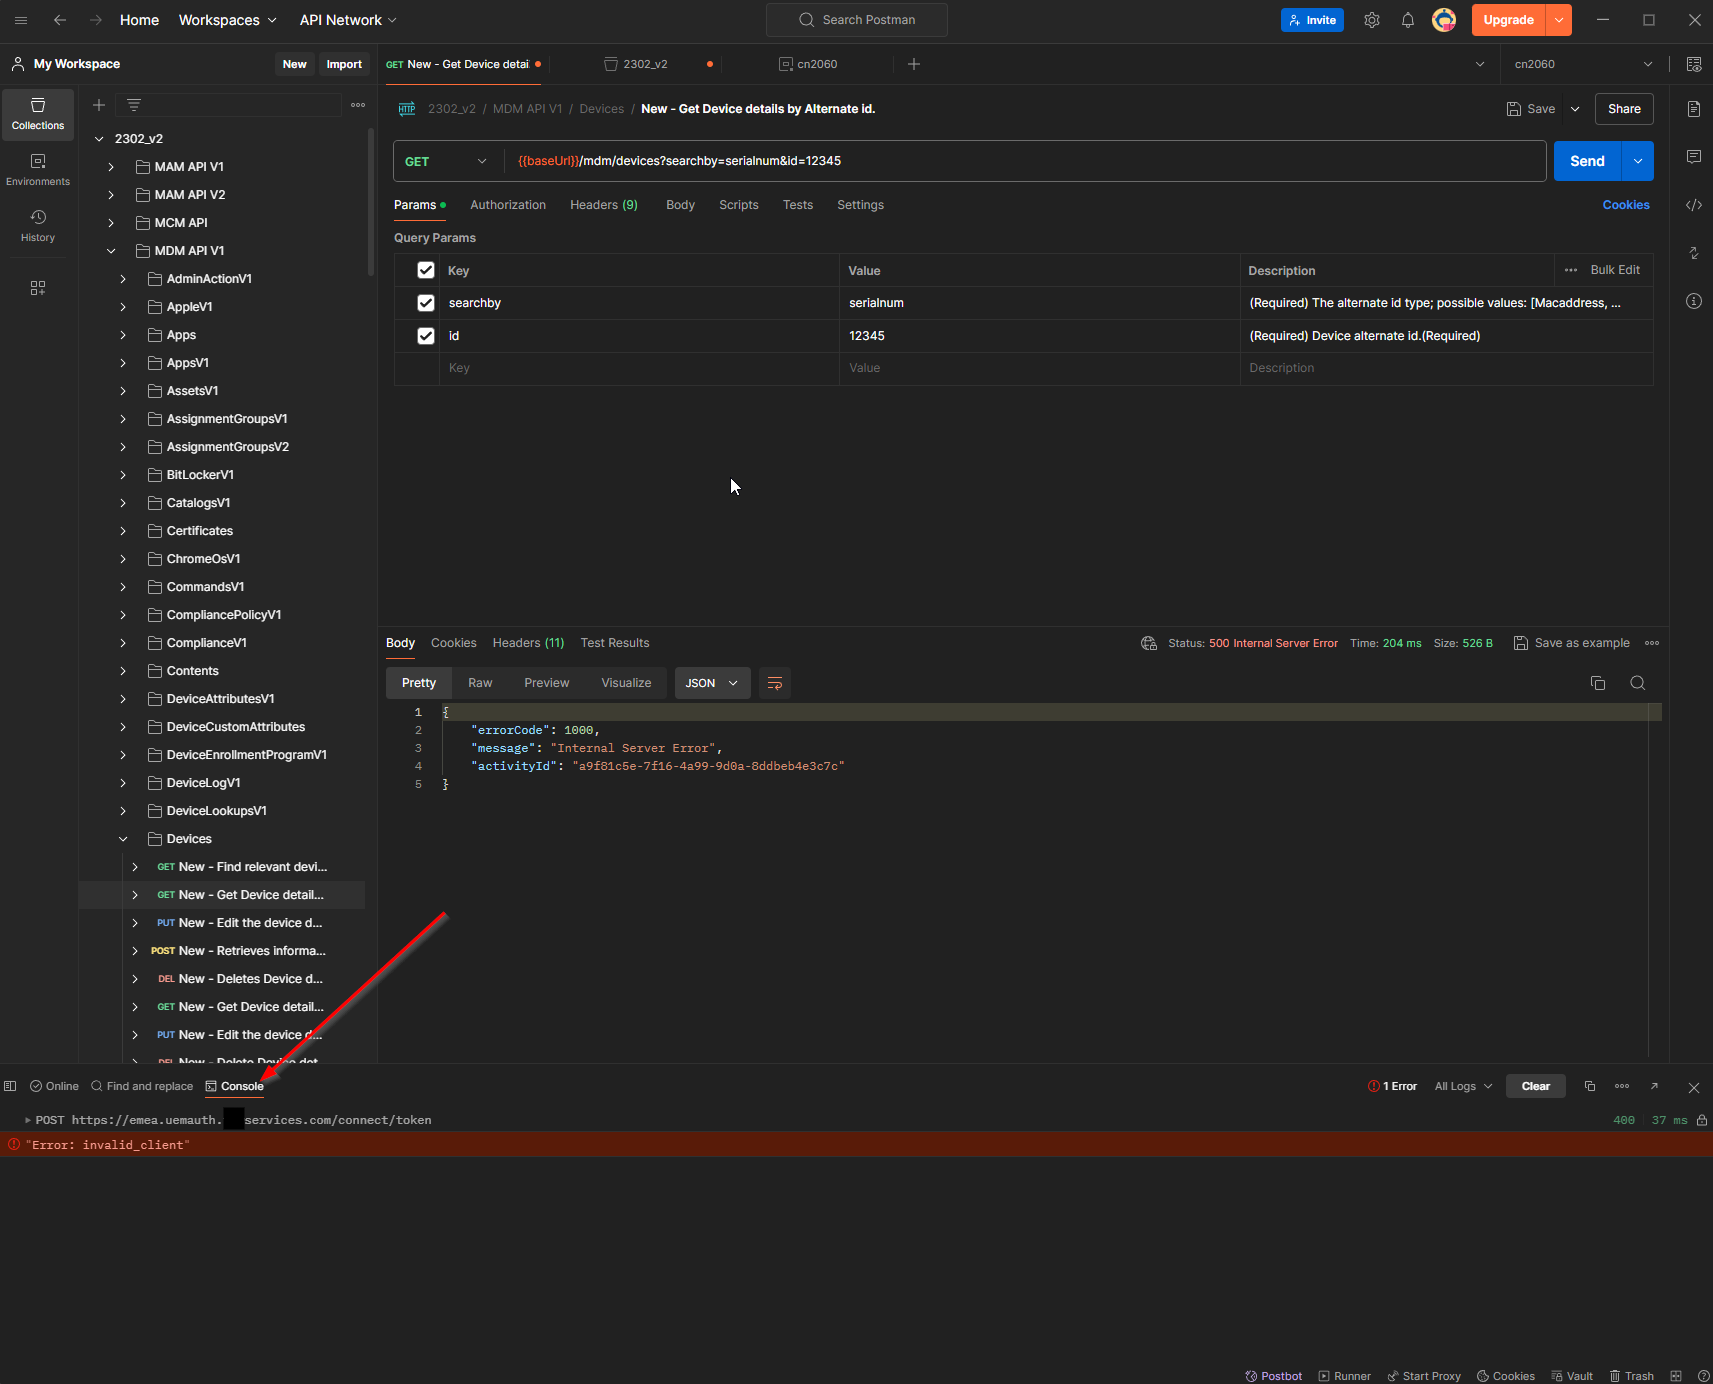 Home Workspaces API Network Search Postman Invite Upgrade
My Workspace New Import GET New - Get Device detai 2302_v2 cn2060 cn2060
Collections
Environments
History
2302_v2
MAM API V1
MAM API V2
MCM API
MDM API V1
AdminActionV1
AppleV1
Apps
AppsV1
AssetsV1
AssignmentGroupsV1
AssignmentGroupsV2
BitLockerV1
CatalogsV1
Certificates
ChromeOsV1
CommandsV1
CompliancePolicyV1
ComplianceV1
Contents
DeviceAttributesV1
DeviceCustomAttributes
DeviceEnrollmentProgramV1
DeviceLogV1
DeviceLookupsV1
Devices
GET New - Find relevant devi...
GET New - Get Device detail...
PUT New - Edit the device d...
POST New - Retrieves informa...
DEL New - Deletes Device d...
GET New - Get Device detail...
PUT New - Edit the device d...
DEL New - Delete Device det
HTTP 2302_v2 / MDM API V1 / Devices / New - Get Device details by Alternate id. Save Share
GET {{baseUrl}}/mdm/devices?searchby=serialnum&id=12345 Send
Params Authorization Headers (9) Body Scripts Tests Settings Cookies
Query Params
Key Value Description Bulk Edit
searchby serialnum (Required) The alternate id type; possible values: [Macaddress, ...
id 12345 (Required) Device alternate id.(Required)
Key Value Description
Body Cookies Headers (11) Test Results Status: 500 Internal Server Error Time: 204 ms Size: 526 B Save as example
Pretty Raw Preview Visualize JSON
1 {
2 "errorCode": 1000,
3 "message": "Internal Server Error",
4 "activityId": "a9f81c5e-7f16-4a99-9d0a-8ddbeb4e3c7c"
5 }
Online Find and replace Console 1 Error All Logs Clear
POST https://emea.uemauth. services.com/connect/token 400 37 ms
"Error: invalid_client"
Postbot Runner Start Proxy Cookies Vault Trash